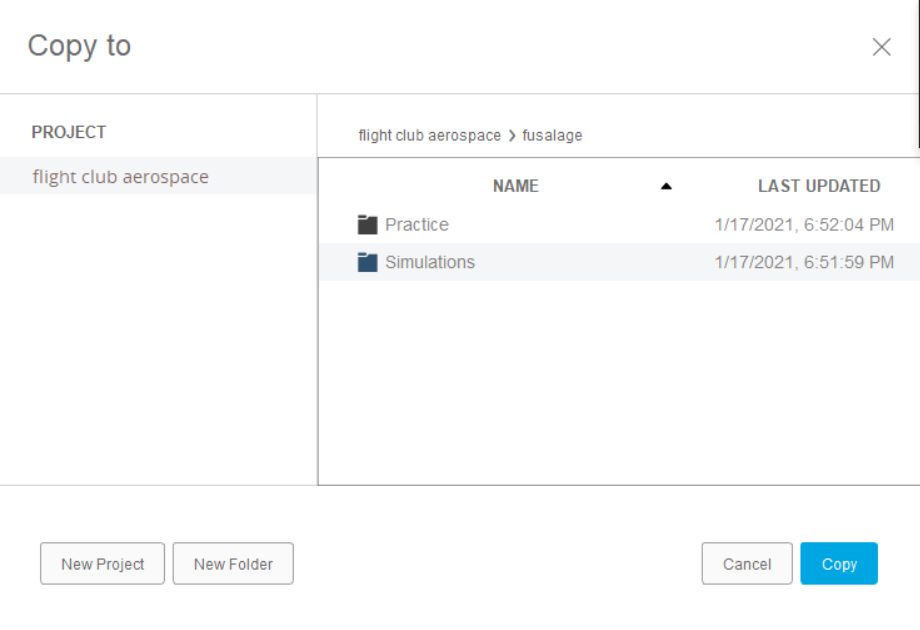 Copy to
PROJECT
flight club aerospace
flight club aerospace > fusalage
NAME LAST UPDATED
Practice 1/17/2021, 6:52:04 PM
Simulations 1/17/2021, 6:51:59 PM
New Project New Folder Cancel Copy